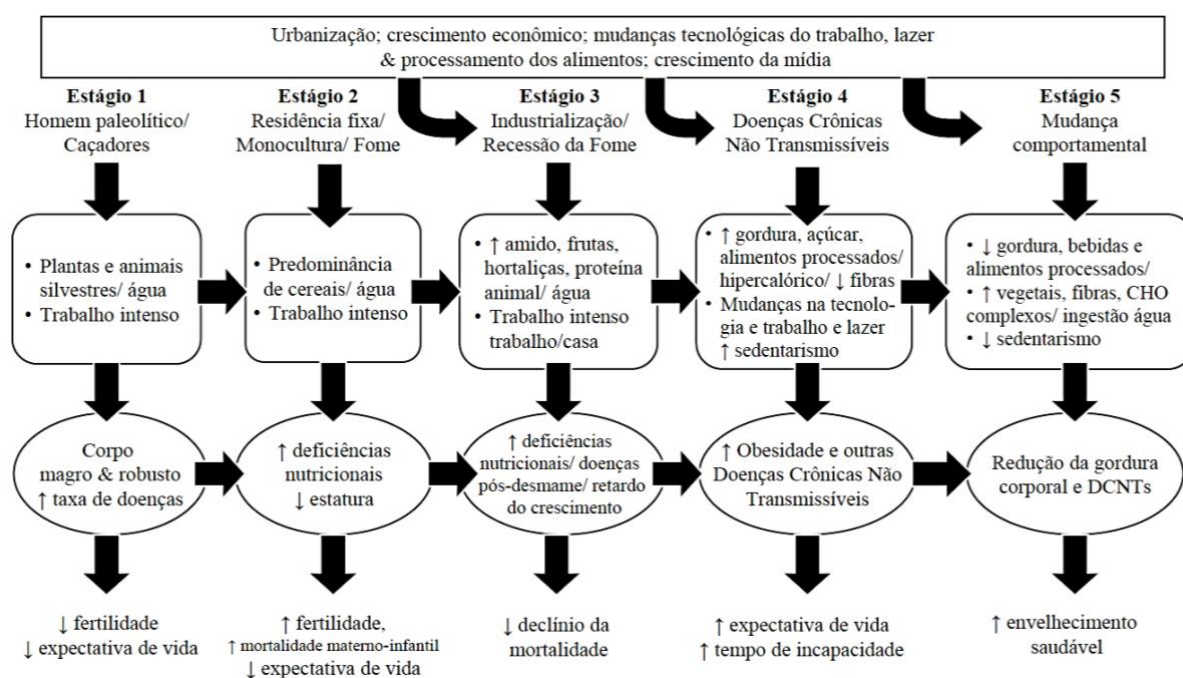 Urbanização; crescimento econômico; mudanças tecnológicas do trabalho, lazer
& processamento dos alimentos; crescimento da mídia
Estágio 1
Homem paleolítico/
Caçadores
Estágio 2
Residência fixa/
Monocultura/ Fome
Estágio 3
Industrialização/
Recessão da Fome
Estágio 4
Doenças Crônicas
Não Transmissíveis
Estágio 5
Mudança
comportamental
• Plantas e animais
silvestres/ água
• Trabalho intenso
• Predominância
de cereais/ água
• Trabalho intenso
• ↑ amido, frutas,
hortaliças, proteína
animal/ água
• Trabalho intenso
trabalho/casa
• ↑ gordura, açúcar,
alimentos processados/
hipercalórico/ ↓ fibras
• Mudanças na tecnolo-
gia e trabalho e lazer
↑ sedentarismo
• ↓ gordura, bebidas e
alimentos processados/
• ↑ vegetais, fibras, CHO
complexos/ ingestão água
• ↓ sedentarismo
Corpo
magro & robusto
↑ taxa de doenças
↑ deficiências
nutricionais
↓ estatura
↑ deficiências
nutricionais/ doenças
pós-desmame/ retardo
do crescimento
↑ Obesidade e outras
Doenças Crônicas Não
Transmissíveis
Redução da gordura
corporal e DCNTs
↓ fertilidade
↓ expectativa de vida
↑ fertilidade,
↑ mortalidade materno-infantil
↓ expectativa de vida
↓ declínio da
mortalidade
↑ expectativa de vida
↑ tempo de incapacidade
↑ envelhecimento
saudável